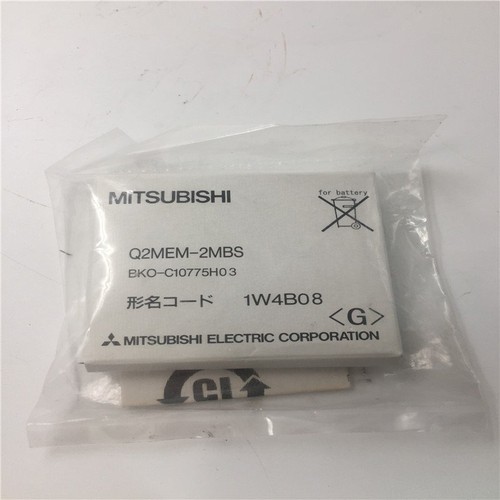 MITSUBISHI
for battery
Q2MEM-2MBS
BKO-C10775H03
形名コード 1W4B08
<G>
MITSUBISHI ELECTRIC CORPORATION